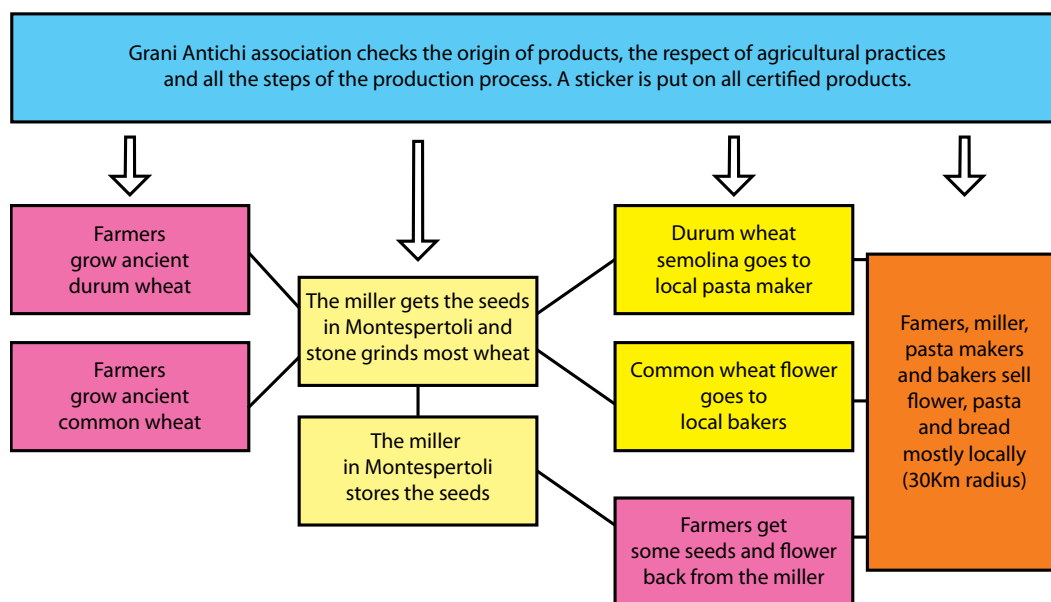 Grani Antichi association checks the origin of products, the respect of agricultural practices
and all the steps of the production process. A sticker is put on all certified products.
Farmers
grow ancient
durum wheat
Farmers
grow ancient
common wheat
The miller gets the seeds
in Montespertoli and
stone grinds most wheat
The miller
in Montespertoli
stores the seeds
Durum wheat
semolina goes to
local pasta maker
Common wheat flower
goes to
local bakers
Farmers get
some seeds and flower
back from the miller
Famers, miller,
pasta makers
and bakers sell
flower, pasta
and bread
mostly locally
(30Km radius)